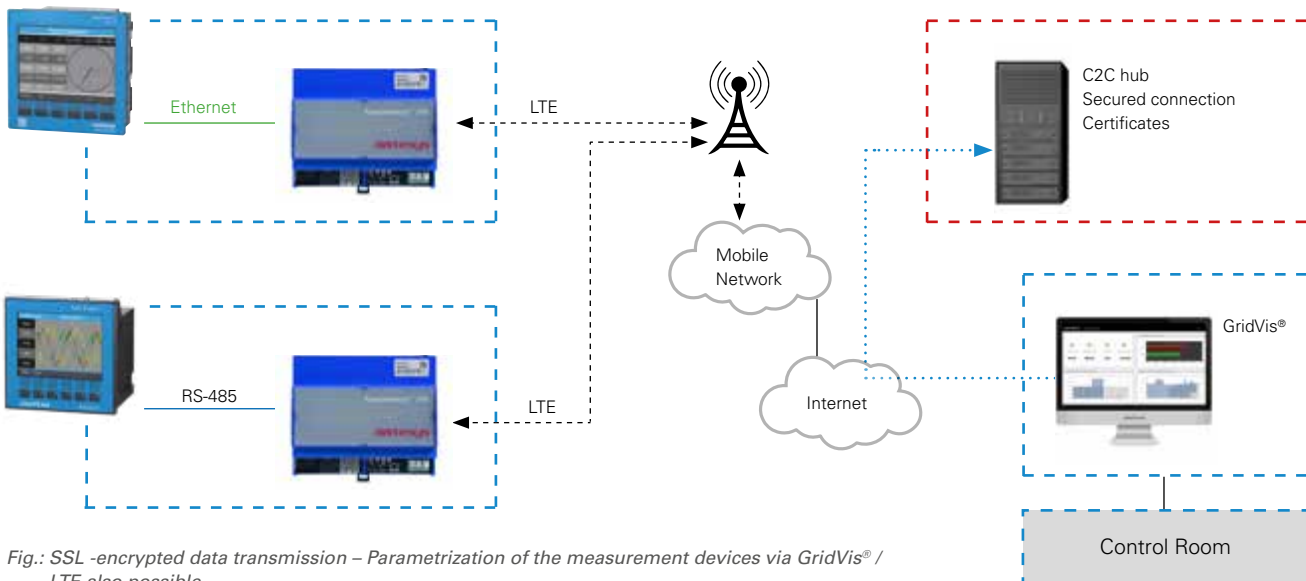 Ethernet
LTE
C2C hub
Secured connection
Certificates
Mobile
Network
GridVis®
RS-485
LTE
Internet
Control Room
Fig.: SSL -encrypted data transmission – Parametrization of the measurement devices via GridVis® /
LTE also possible